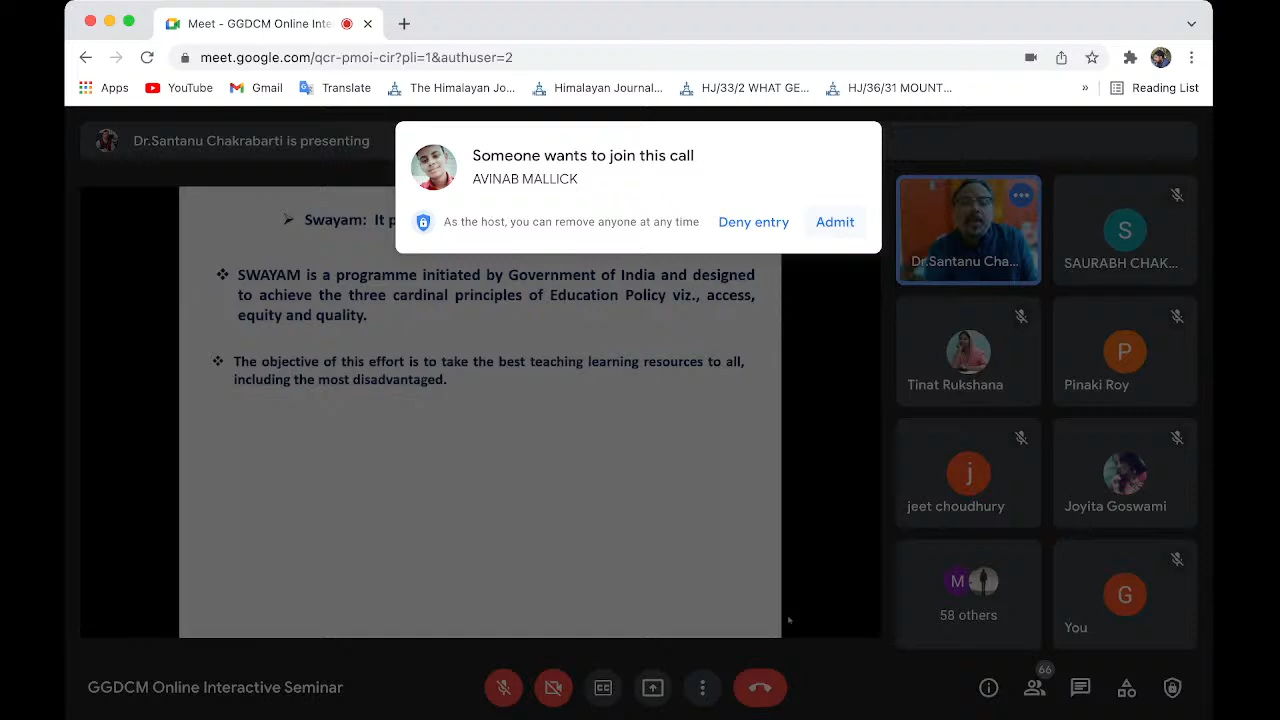 Meet - GGDCM Online Inte
meet.google.com/qcr-pmoi-cir?pli=1&authuser=2
Apps YouTube Gmail Translate The Himalayan Jo... Himalayan Journal... HJ/33/2 WHAT GE... HJ/36/31 MOUNT... » Reading List
Dr.Santanu Chakrabarti is presenting
Someone wants to join this call
AVINAB MALLICK
As the host, you can remove anyone at any time Deny entry Admit
Swayam: It p
SWAYAM is a programme initiated by Government of India and designed
to achieve the three cardinal principles of Education Policy viz., access,
equity and quality.
The objective of this effort is to take the best teaching learning resources to all,
including the most disadvantaged.
Dr.Santanu Cha...
S
SAURABH CHAK...
Tinat Rukshana
P
Pinaki Roy
j
jeet choudhury
Joyita Goswami
M
58 others
G
You
GGDCM Online Interactive Seminar
CC
66